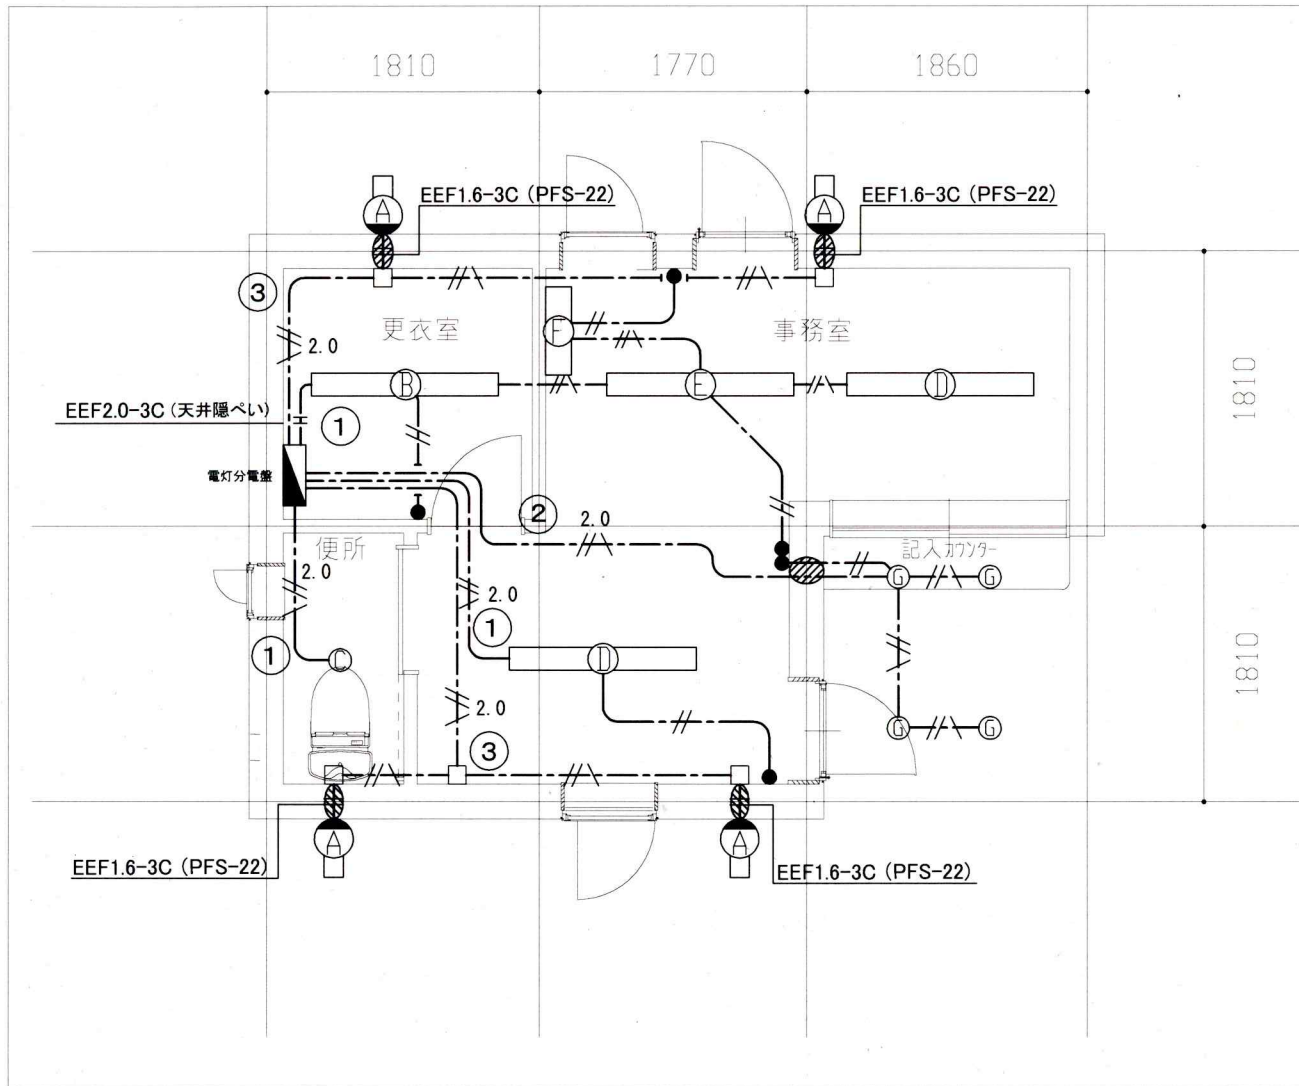 1810
1770
1860
A
EEF1.6-3C (PFS-22)
A
EEF1.6-3C (PFS-22)
③
更衣室
F
事務室
2.0
B
E
D
1810
EEF2.0-3C (天井隠ぺい)
①
電灯分電盤
②
2.0
便所
記入カウンター
2.0
G
G
2.0
①
①
C
D
1810
2.0
G
G
③
A
EEF1.6-3C (PFS-22)
A
EEF1.6-3C (PFS-22)